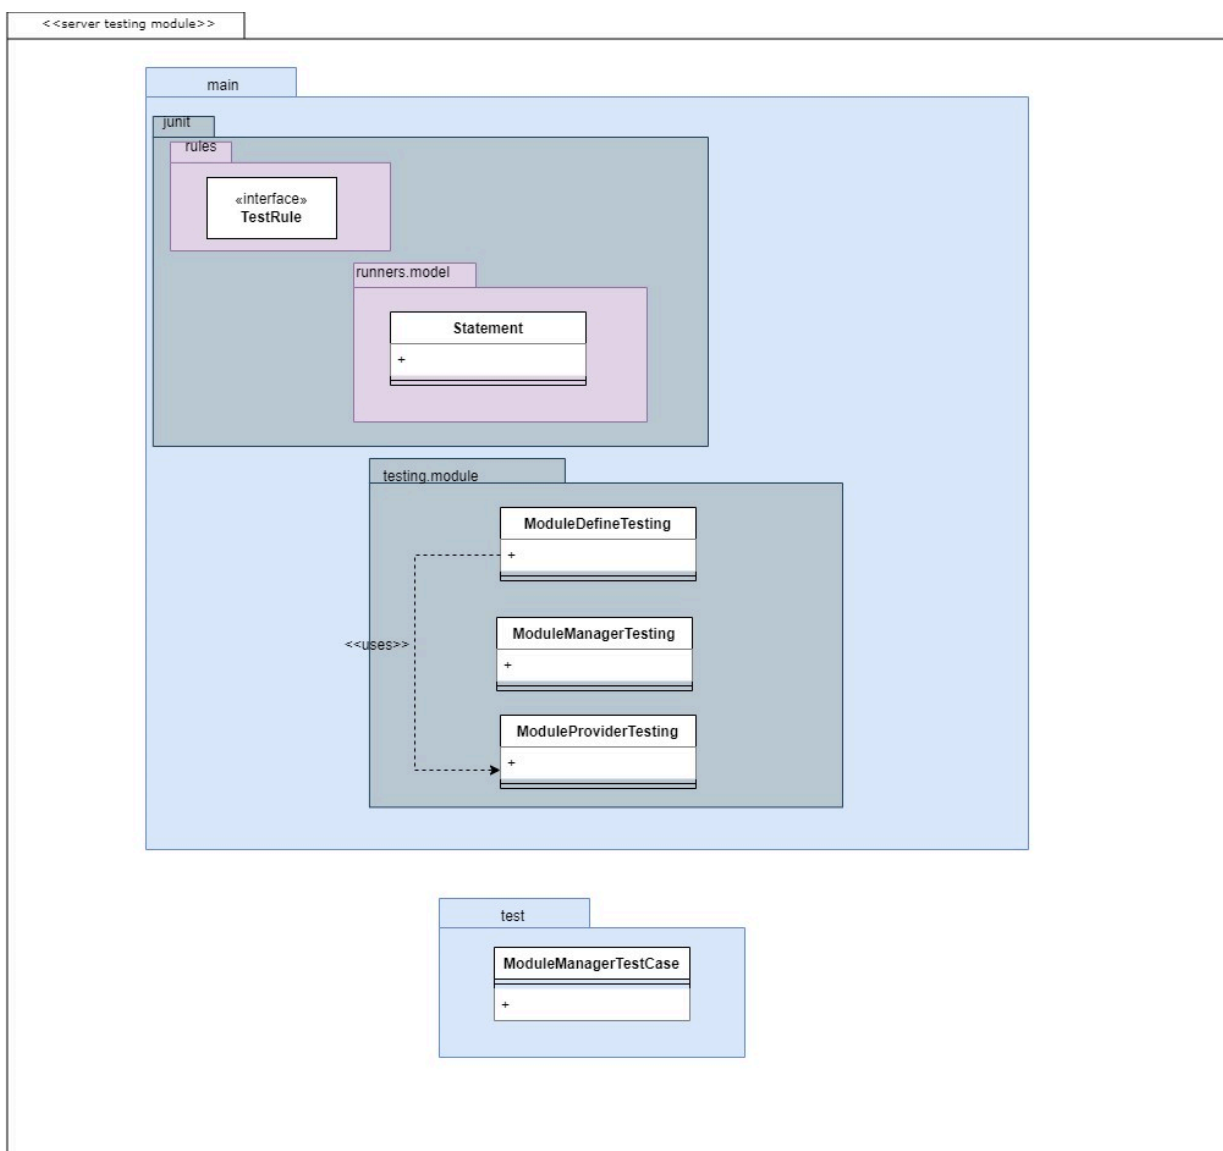 <<server testing module>>
main
junit
rules
«interface»
TestRule
runners.model
Statement
+
testing.module
ModuleDefineTesting
+
ModuleManagerTesting
<<uses>>
+
ModuleProviderTesting
+
test
ModuleManagerTestCase
+